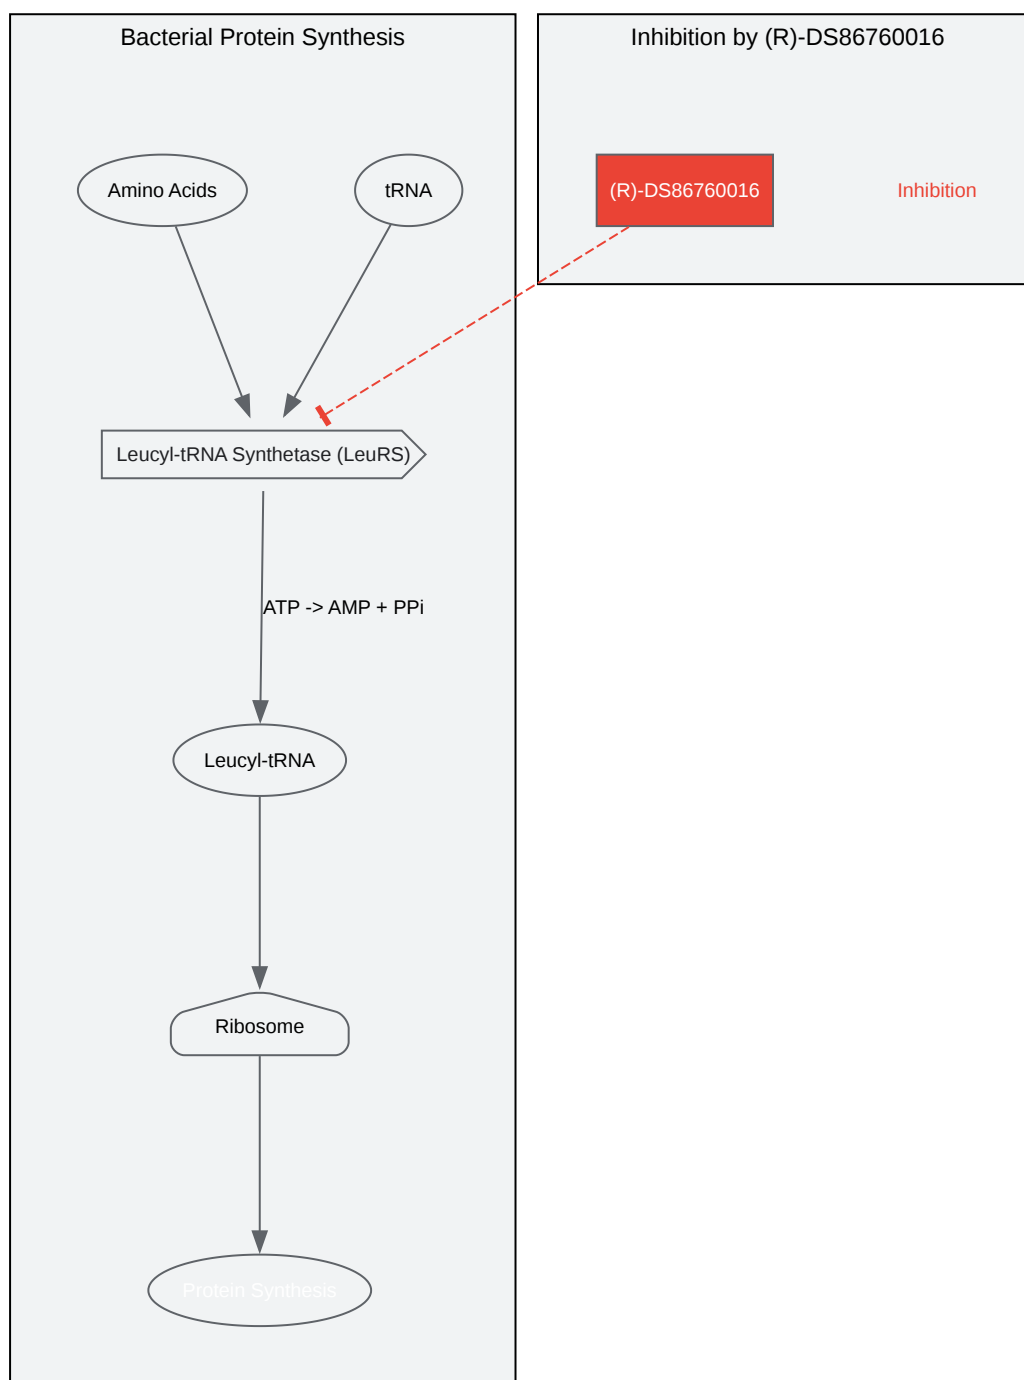 Bacterial Protein Synthesis
Inhibition by (R)-DS86760016
Amino Acids
tRNA
(R)-DS86760016
Inhibition
Leucyl-tRNA Synthetase (LeuRS)
ATP -> AMP + PPi
Leucyl-tRNA
Ribosome
Protein Synthesis